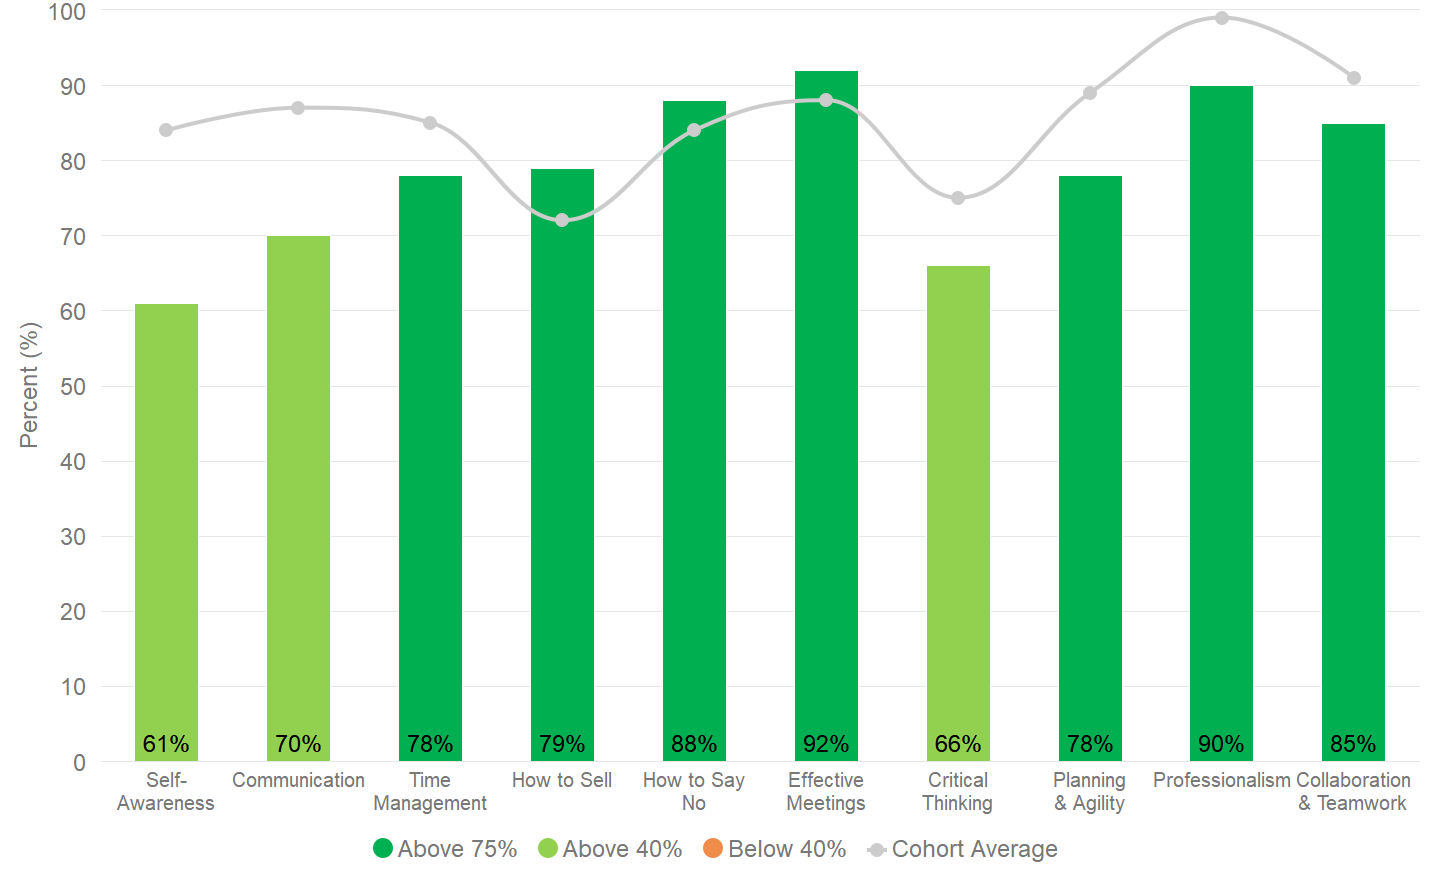 100
90
80
70
60
50
40
30
20
10
0
Percent (%)
61%
70%
78%
79%
88%
92%
66%
78%
90%
85%
Self-
Awareness
Communication
Time
Management
How to Sell
How to Say
No
Effective
Meetings
Critical
Thinking
Planning
& Agility
Professionalism
Collaboration
& Teamwork
Above 75%
Above 40%
Below 40%
Cohort Average